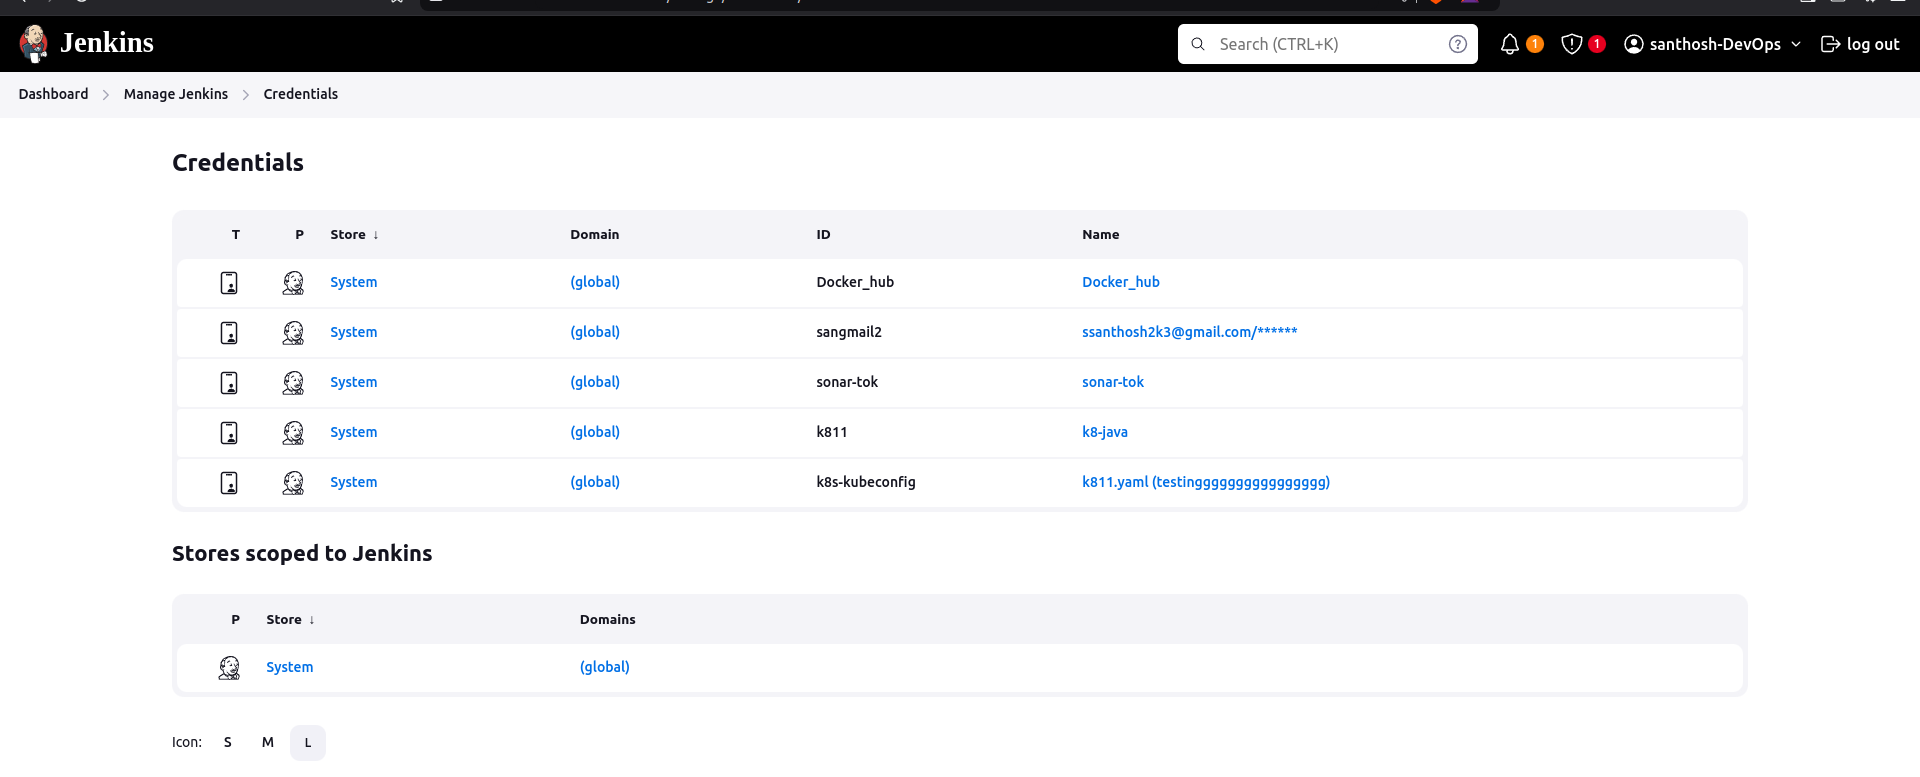 Jenkins
Search (CTRL+K)
1
1
santhosh-DevOps
log out
Dashboard > Manage Jenkins > Credentials
Credentials
T P Store ↓ Domain ID Name
System (global) Docker_hub Docker_hub
System (global) sangmail2 ssanthosh2k3@gmail.com/******
System (global) sonar-tok sonar-tok
System (global) k811 k8-java
System (global) k8s-kubeconfig k811.yaml (testingggggggggggggggggg)
Stores scoped to Jenkins
P Store ↓ Domains
System (global)
Icon: S M L